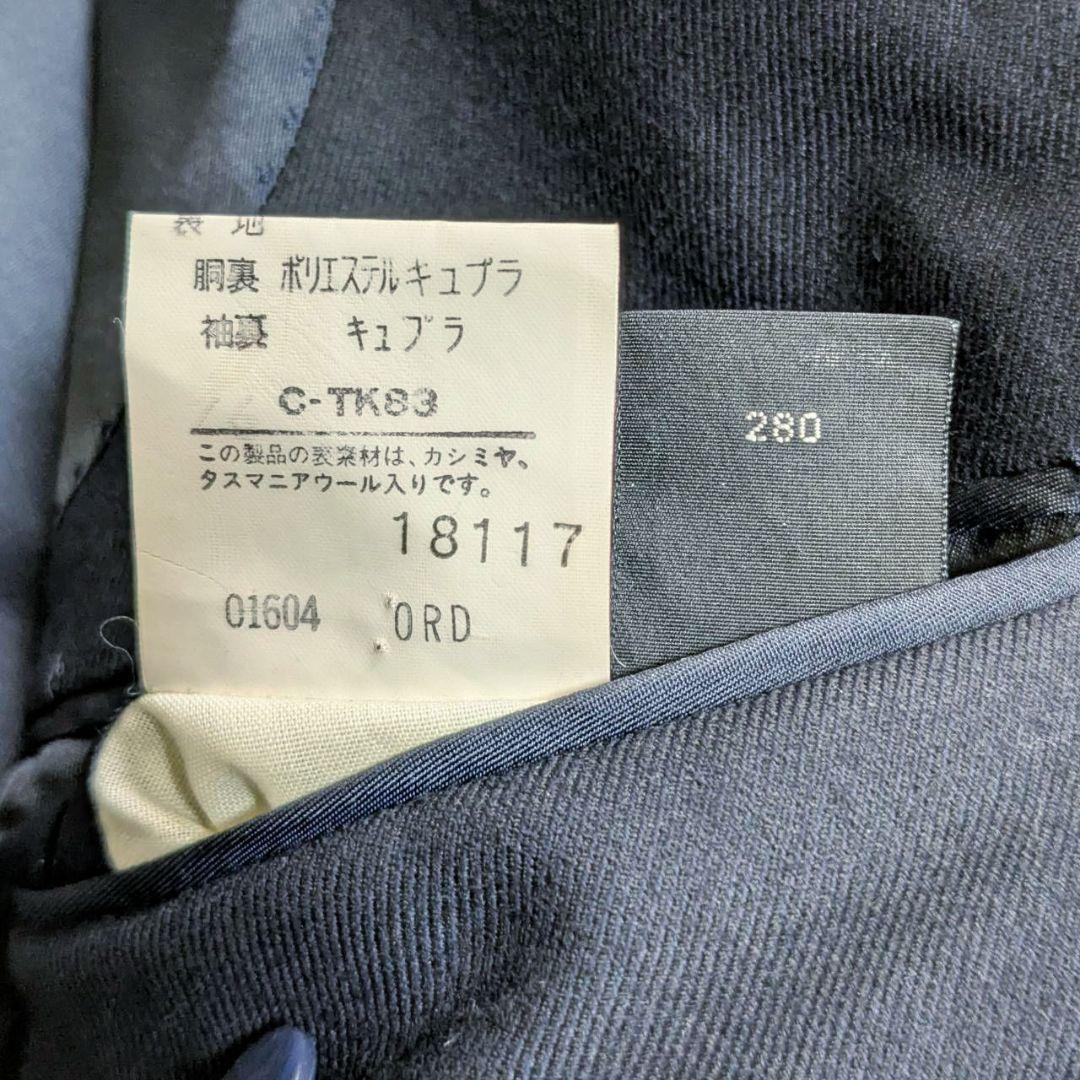 表 地
胴裏 ポリエステルキュプラ
袖裏 キュプラ
C-TK83
この製品の表素材は、カシミヤ、
タスマニアウール入りです。
18117
01604 ORD
280